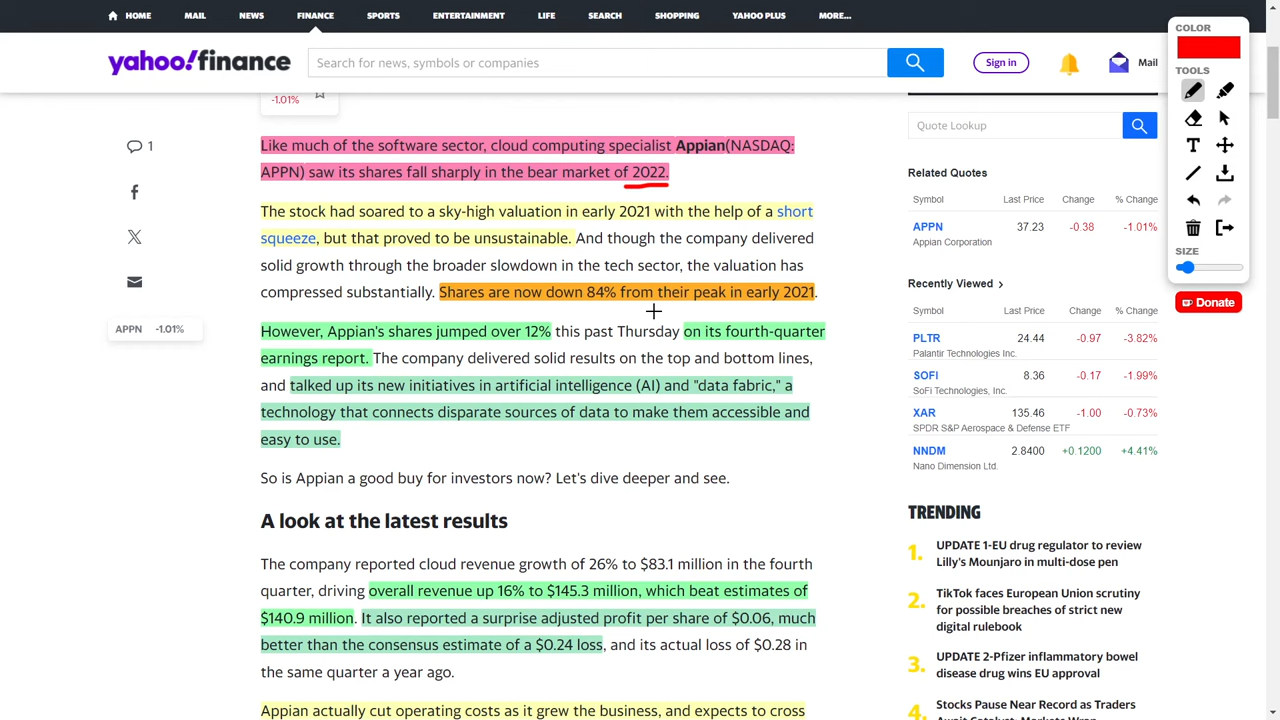 HOME MAIL NEWS FINANCE SPORTS ENTERTAINMENT LIFE SEARCH SHOPPING YAHOO PLUS MORE...
yahoo!finance
Search for news, symbols or companies
Sign in
Mail
-1.01%
1
Like much of the software sector, cloud computing specialist Appian(NASDAQ:
APPN) saw its shares fall sharply in the bear market of 2022.
The stock had soared to a sky-high valuation in early 2021 with the help of a short
squeeze, but that proved to be unsustainable. And though the company delivered
solid growth through the broader slowdown in the tech sector, the valuation has
compressed substantially. Shares are now down 84% from their peak in early 2021.
APPN -1.01%
However, Appian's shares jumped over 12% this past Thursday on its fourth-quarter
earnings report. The company delivered solid results on the top and bottom lines,
and talked up its new initiatives in artificial intelligence (AI) and "data fabric," a
technology that connects disparate sources of data to make them accessible and
easy to use.
So is Appian a good buy for investors now? Let's dive deeper and see.
A look at the latest results
The company reported cloud revenue growth of 26% to $83.1 million in the fourth
quarter, driving overall revenue up 16% to $145.3 million, which beat estimates of
$140.9 million. It also reported a surprise adjusted profit per share of $0.06, much
better than the consensus estimate of a $0.24 loss, and its actual loss of $0.28 in
the same quarter a year ago.
Appian actually cut operating costs as it grew the business, and expects to cross
Quote Lookup
Related Quotes
Symbol Last Price Change % Change
APPN 37.23 -0.38 -1.01%
Appian Corporation
Recently Viewed
Symbol Last Price Change % Change
PLTR 24.44 -0.97 -3.82%
Palantir Technologies Inc.
SOFI 8.36 -0.17 -1.99%
SoFi Technologies, Inc.
XAR 135.46 -1.00 -0.73%
SPDR S&P Aerospace & Defense ETF
NNDM 2.8400 +0.1200 +4.41%
Nano Dimension Ltd.
TRENDING
1. UPDATE 1-EU drug regulator to review
Lilly's Mounjaro in multi-dose pen
2. TikTok faces European Union scrutiny
for possible breaches of strict new
digital rulebook
3. UPDATE 2-Pfizer inflammatory bowel
disease drug wins EU approval
4. Stocks Pause Near Record as Traders
Await Catalyst: Markets Wrap
COLOR
TOOLS
T
SIZE
Donate